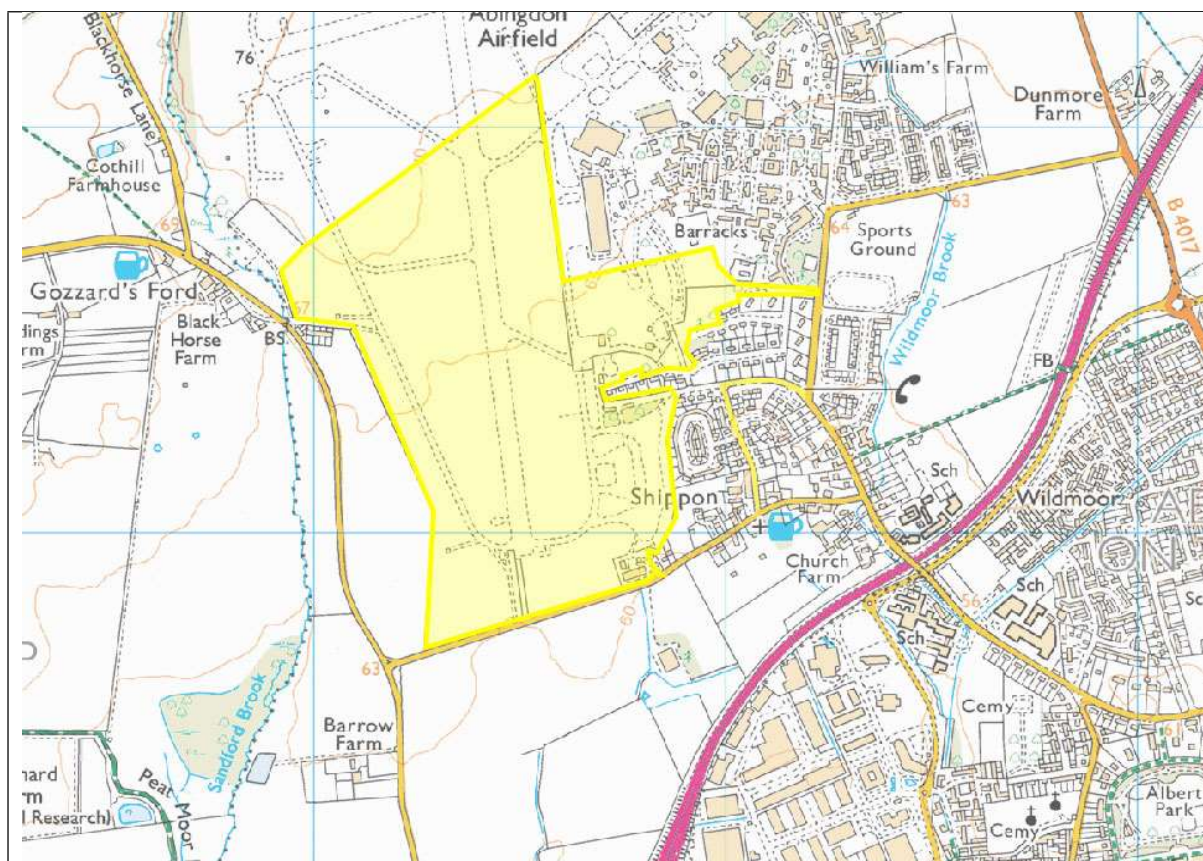 Abingdon
Airfield
Blackhorse Lane
76
William's Farm
Dunmore
Farm
Cothill
Farmhouse
69
Barracks
64
Sports
Ground
63
B 4017
Gozzard's Ford
67
BS
Black
Horse
Farm
Wildmoor Brook
FB
Shippon
Sch
Wildmoor
Church
Farm
Sch
56
Sch
63
60
Sandford Brook
Barrow
Farm
Cemy
61
Peat Moor
Research)
Cemy
Albert
Park